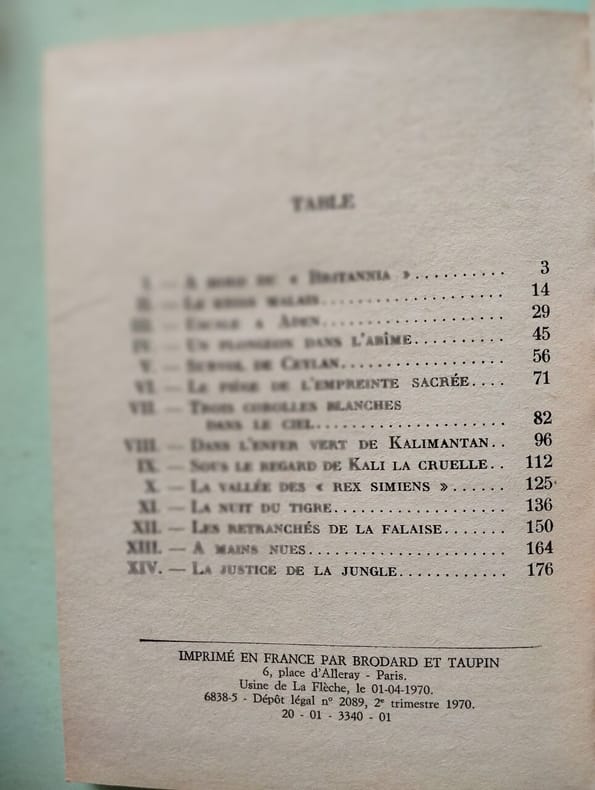 TABLE
I. — A BORD DU « BRITANNIA ».......... 3
II. — LE KRISS MALAIS.................... 14
III. — ESCALE A ADEN.................... 29
IV. — UN PLONGEON DANS L'ABÎME.......... 45
V. — SURVOL DE CEYLAN.................. 56
VI. — LE PIÈGE DE L'EMPREINTE SACRÉE.... 71
VII. — TROIS COROLLES BLANCHES
DANS LE CIEL..................... 82
VIII. — DANS L'ENFER VERT DE KALIMANTAN.. 96
IX. — SOUS LE REGARD DE KALI LA CRUELLE.. 112
X. — LA VALLÉE DES « REX SIMIENS »...... 125
XI. — LA NUIT DU TIGRE................... 136
XII. — LES RETRANCHÉS DE LA FALAISE....... 150
XIII. — A MAINS NUES...................... 164
XIV. — LA JUSTICE DE LA JUNGLE............ 176
IMPRIMÉ EN FRANCE PAR BRODARD ET TAUPIN
6, place d'Alleray - Paris.
Usine de La Flèche, le 01-04-1970.
6838-5 - Dépôt légal n° 2089, 2e trimestre 1970.
20 - 01 - 3340 - 01